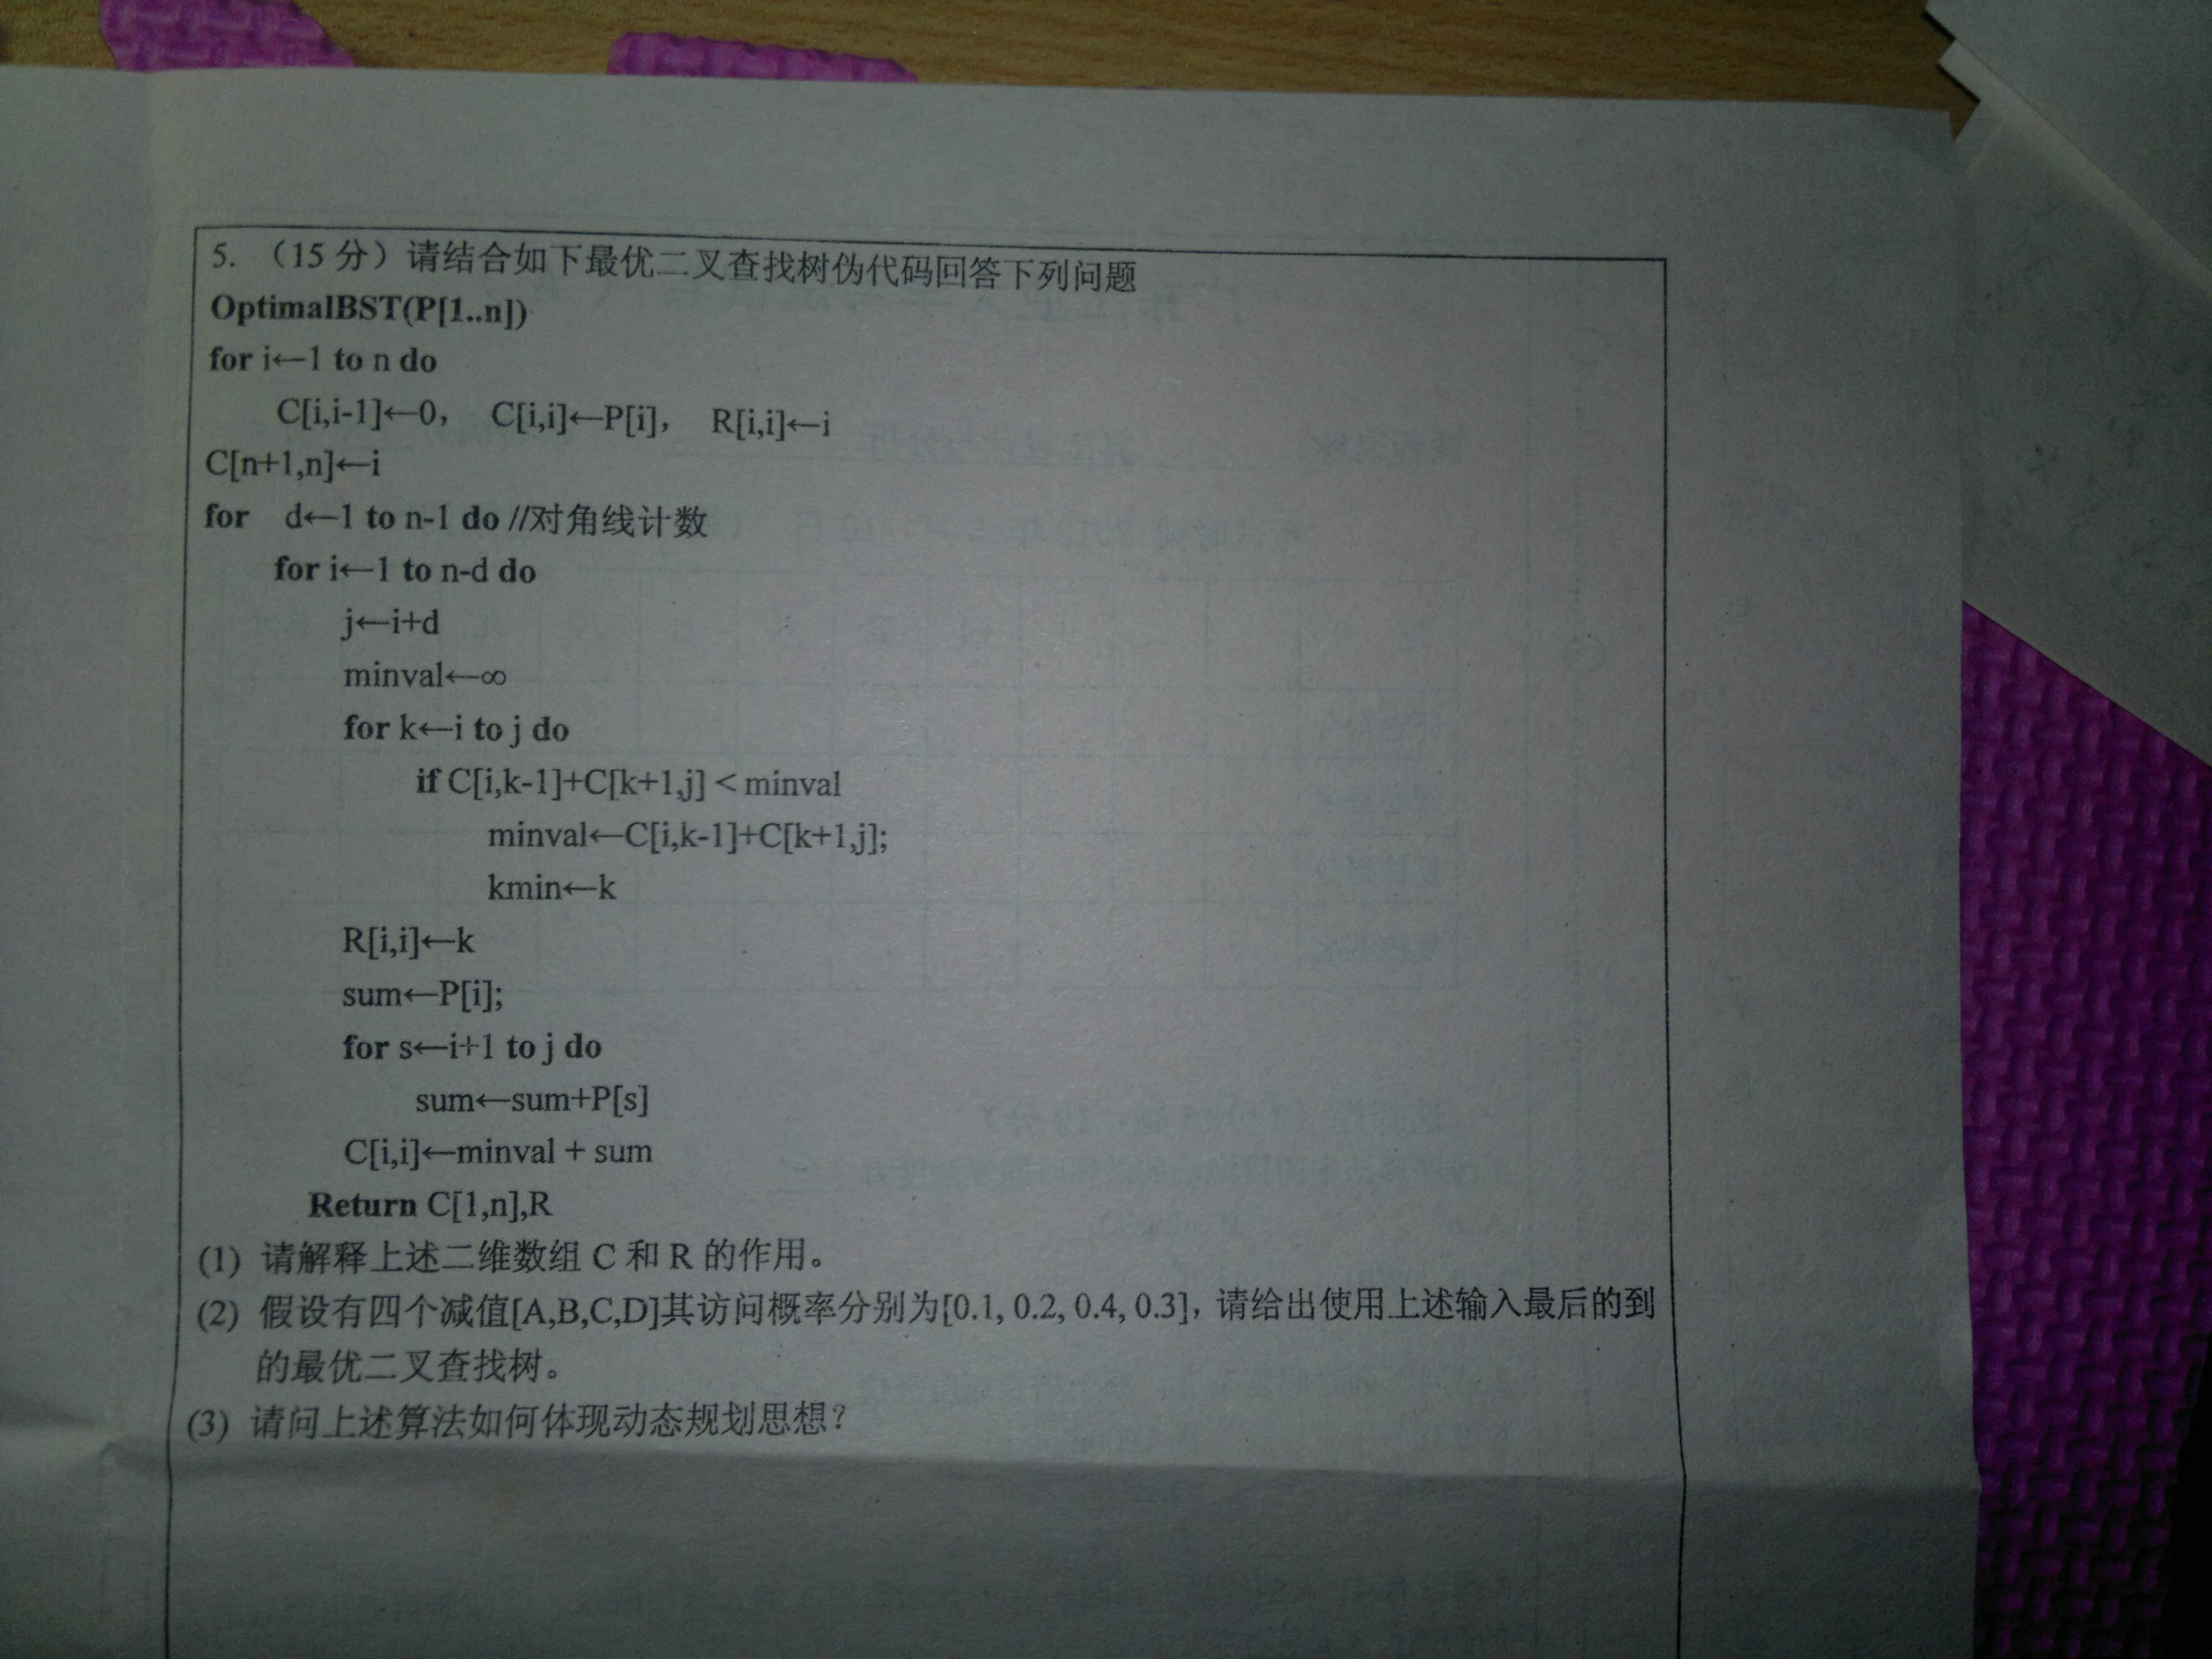 5. （15 分）请结合如下最优二叉查找树伪代码回答下列问题
OptimalBST(P[1..n])
for i←1 to n do
C[i,i-1]←0， C[i,i]←P[i]， R[i,i]←i
C[n+1,n]←i
for d←1 to n-1 do //对角线计数
for i←1 to n-d do
j←i+d
minval←∞
for k←i to j do
if C[i,k-1]+C[k+1,j] < minval
minval←C[i,k-1]+C[k+1,j];
kmin←k
R[i,i]←k
sum←P[i];
for s←i+1 to j do
sum←sum+P[s]
C[i,i]←minval + sum
Return C[1,n],R
(1) 请解释上述二维数组 C 和 R 的作用。
(2) 假设有四个减值[A,B,C,D]其访问概率分别为[0.1, 0.2, 0.4, 0.3]，请给出使用上述输入最后的到
的最优二叉查找树。
(3) 请问上述算法如何体现动态规划思想？